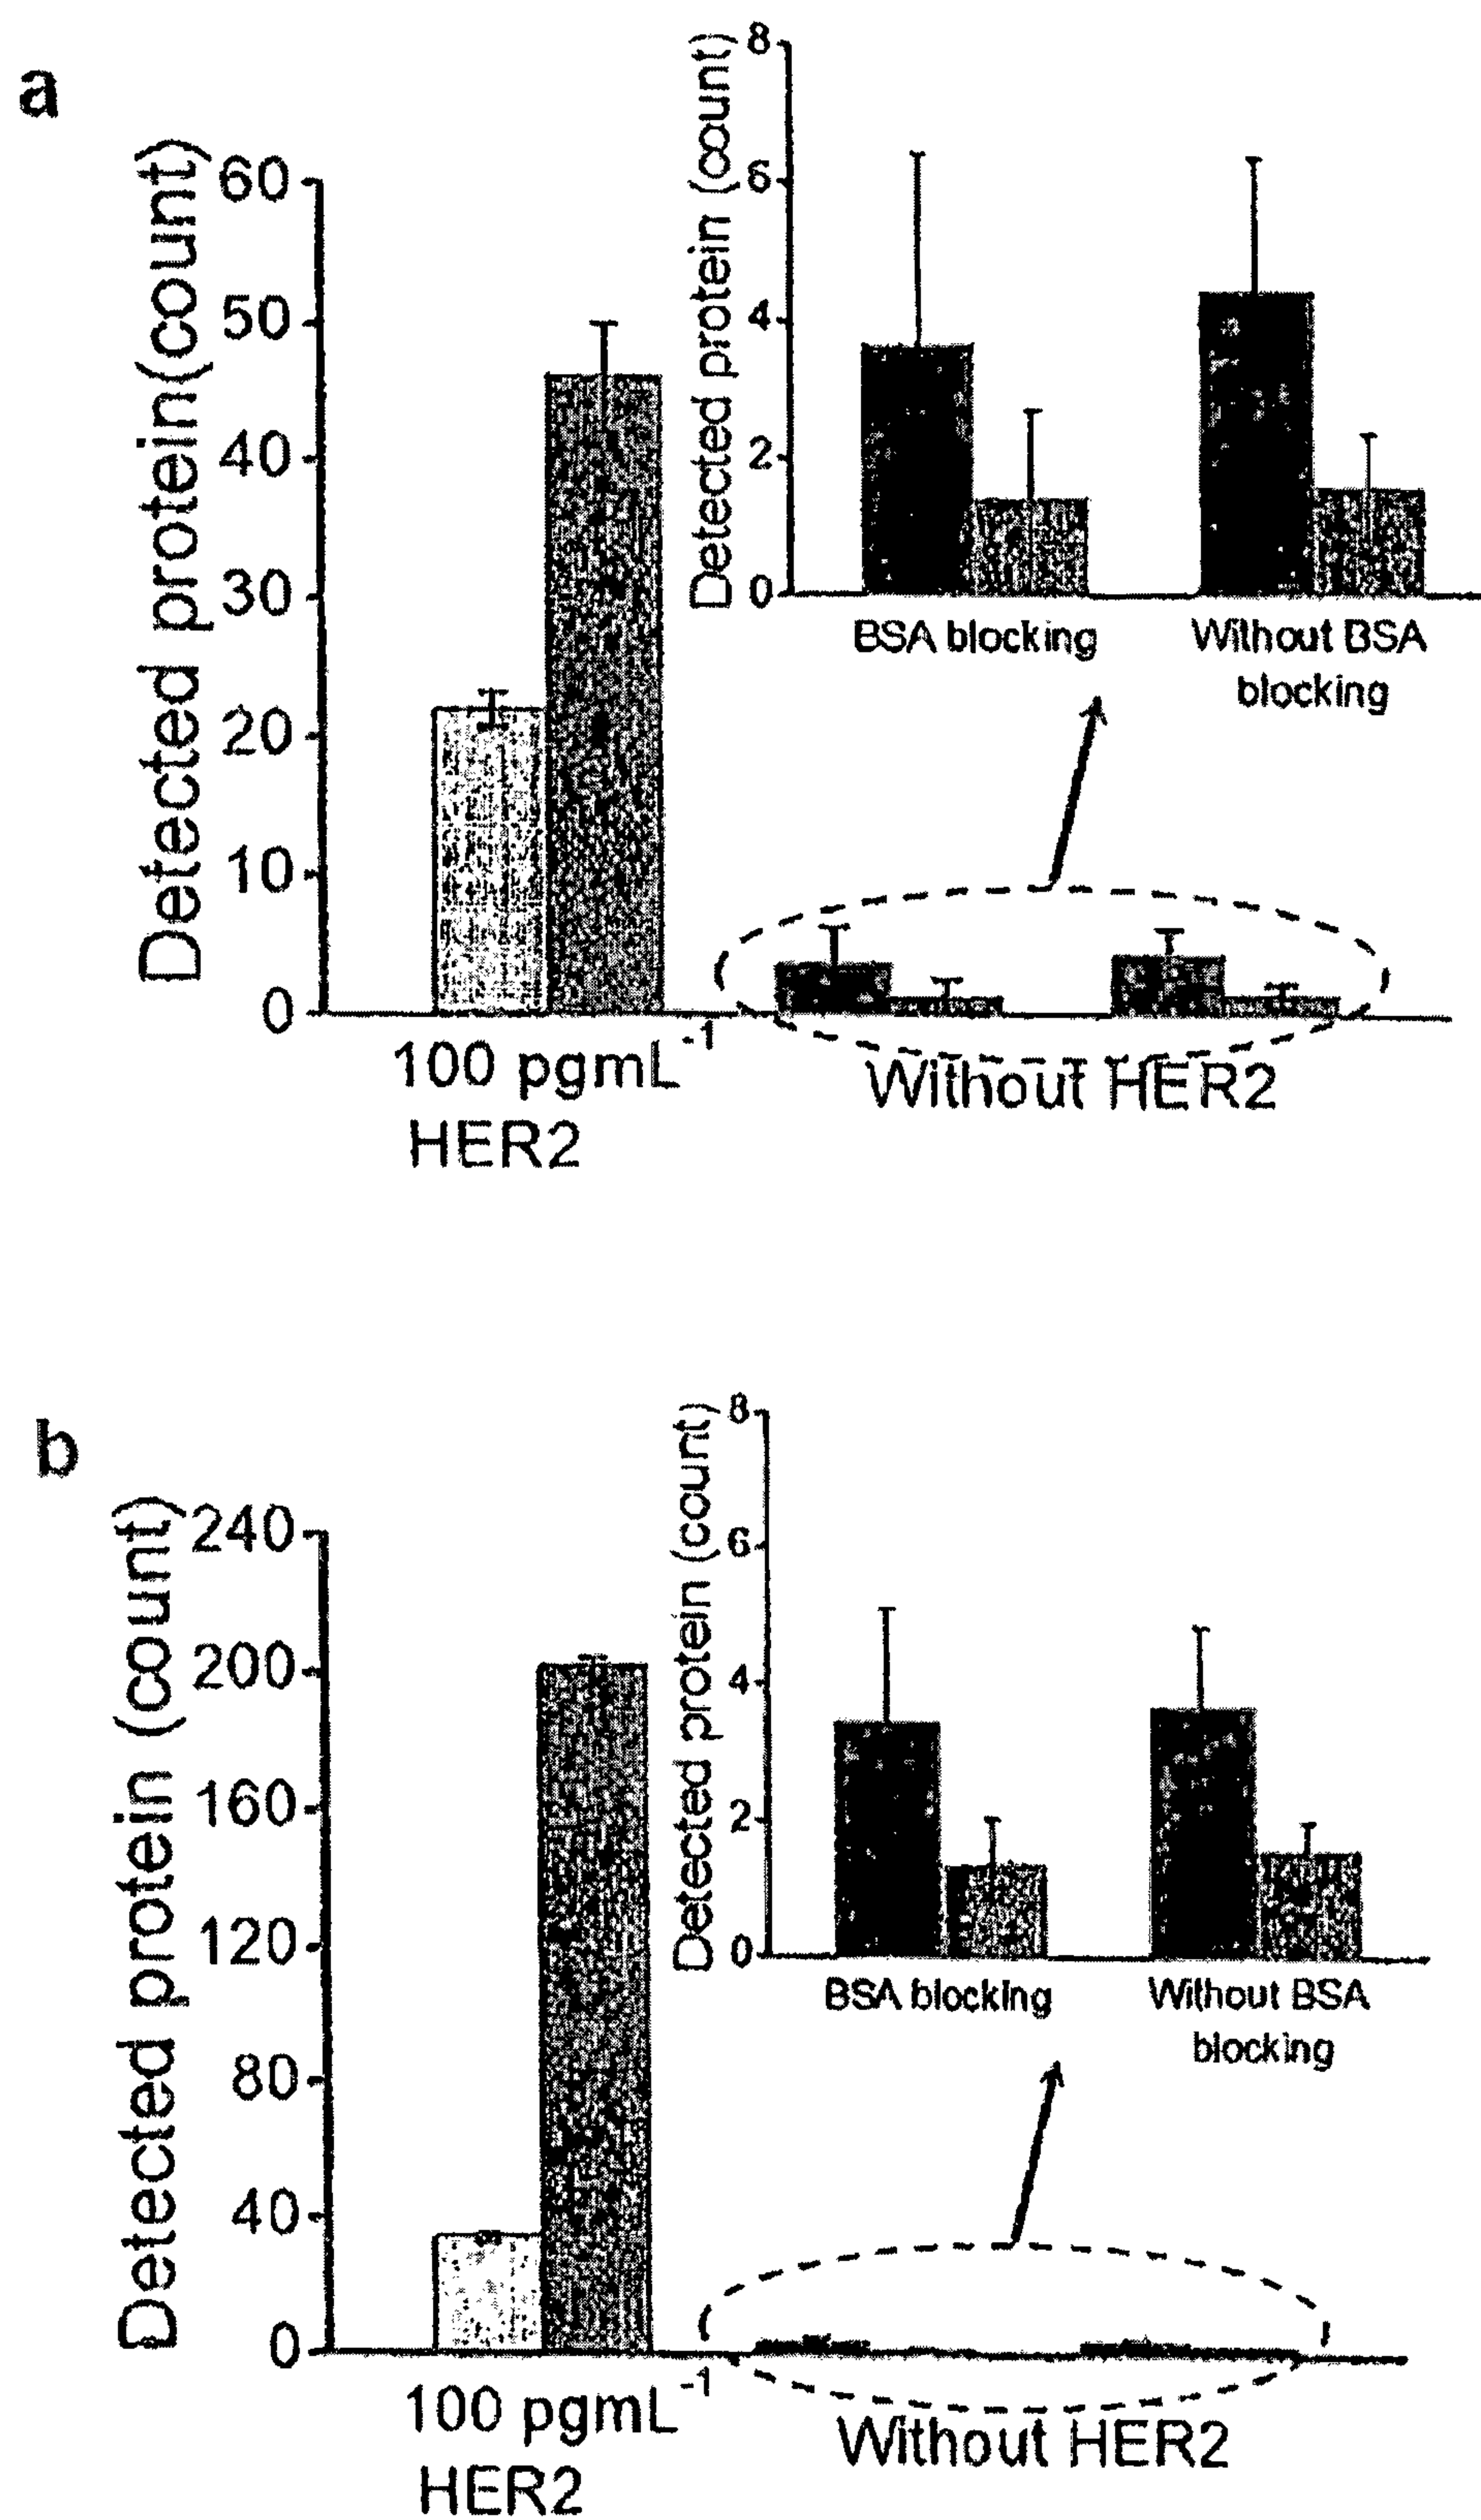 a
Detected protein(count)
60
50
40
30
20
10
0
100 pgmL-1
HER2
Without HER2
Detected protein (count)
8
6
4
2
0
BSA blocking
Without BSA
blocking
b
Detected protein (count)
240
200
160
120
80
40
0
100 pgmL-1
HER2
Without HER2
Detected protein (count)
8
6
4
2
0
BSA blocking
Without BSA
blocking